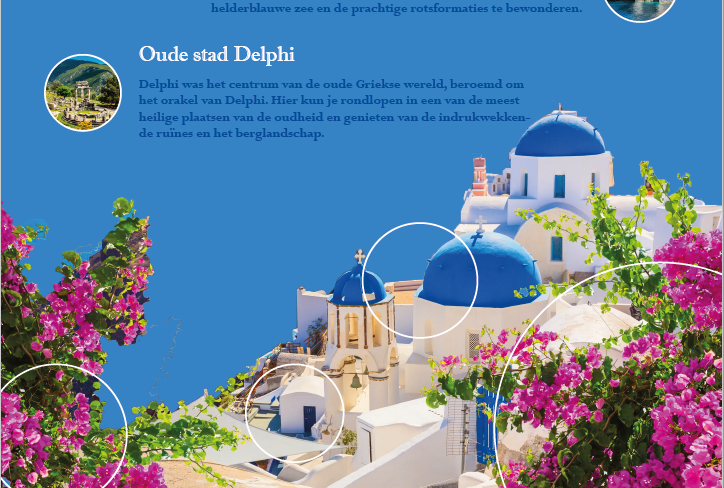 helderblauwe zee en de prachtige rotsformaties te bewonderen.
Oude stad Delphi
Delphi was het centrum van de oude Griekse wereld, beroemd om
het orakel van Delphi. Hier kun je rondlopen in een van de meest
heilige plaatsen van de oudheid en genieten van de indrukwekken-
de ruïnes en het berglandschap.